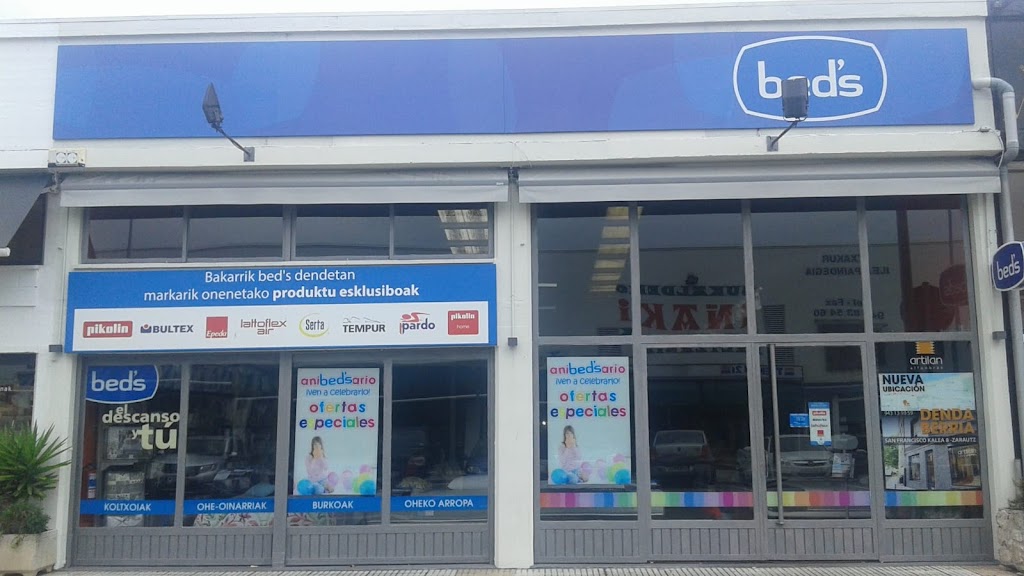 bed's
Bakarrik bed's dendetan
markarik onenetako produktu esklusiboak
pikolin BULTEX Epeda lattoflex air Serta TEMPUR pardo pikolin home
bed's
bed's
el descanso
y tú
anibed'sario
¡ven a celebrarlo!
ofertas
especiales
anibed'sario
¡ven a celebrarlo!
ofertas
especiales
KOLTXOIAK OHE-OINARRIAK BURKOAK OHEKO ARROPA
artilan
NUEVA
UBICACIÓN
DENDA
BERRIA
SAN FRANCISCO KALEA 8 - ZARAUTZ